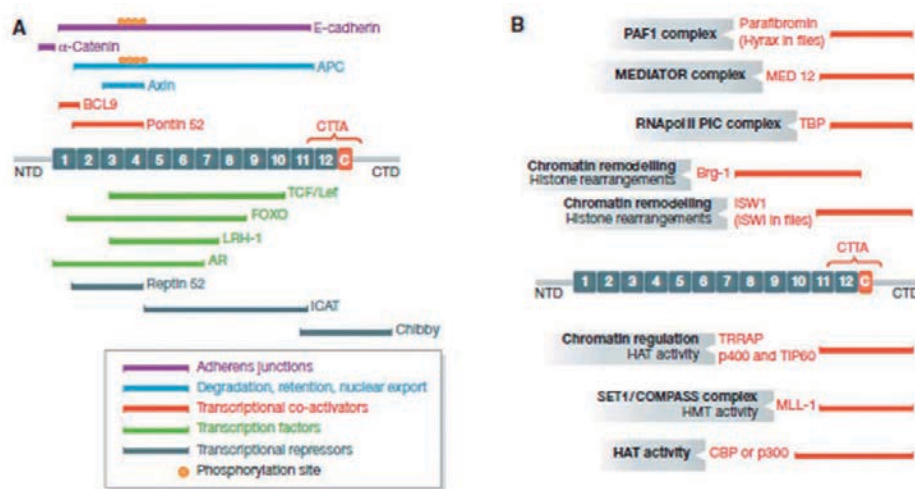 A
E-cadherin
α-Catenin
APC
Axin
BCL9
Pontin 52
CTTA
NTD 1 2 3 4 5 6 7 8 9 10 11 12 C CTD
TCF/Lef
FOXO
LRH-1
AR
Reptin 52
ICAT
Chibby
Adherens junctions
Degradation, retention, nuclear export
Transcriptional co-activators
Transcription factors
Transcriptional repressors
Phosphorylation site
B
PAF1 complex
Parafibromin
(Hyrax in files)
MEDIATOR complex MED 12
RNApol II PIC complex TBP
Chromatin remodelling
Histone rearrangements
Brg-1
Chromatin remodelling
Histone rearrangements
ISW1
(ISWI in files)
CTTA
NTD 1 2 3 4 5 6 7 8 9 10 11 12 C CTD
Chromatin regulation
HAT activity
TRRAP
p400 and TIP60
SET1/COMPASS complex
HMT activity
MLL-1
HAT activity CBP or p300